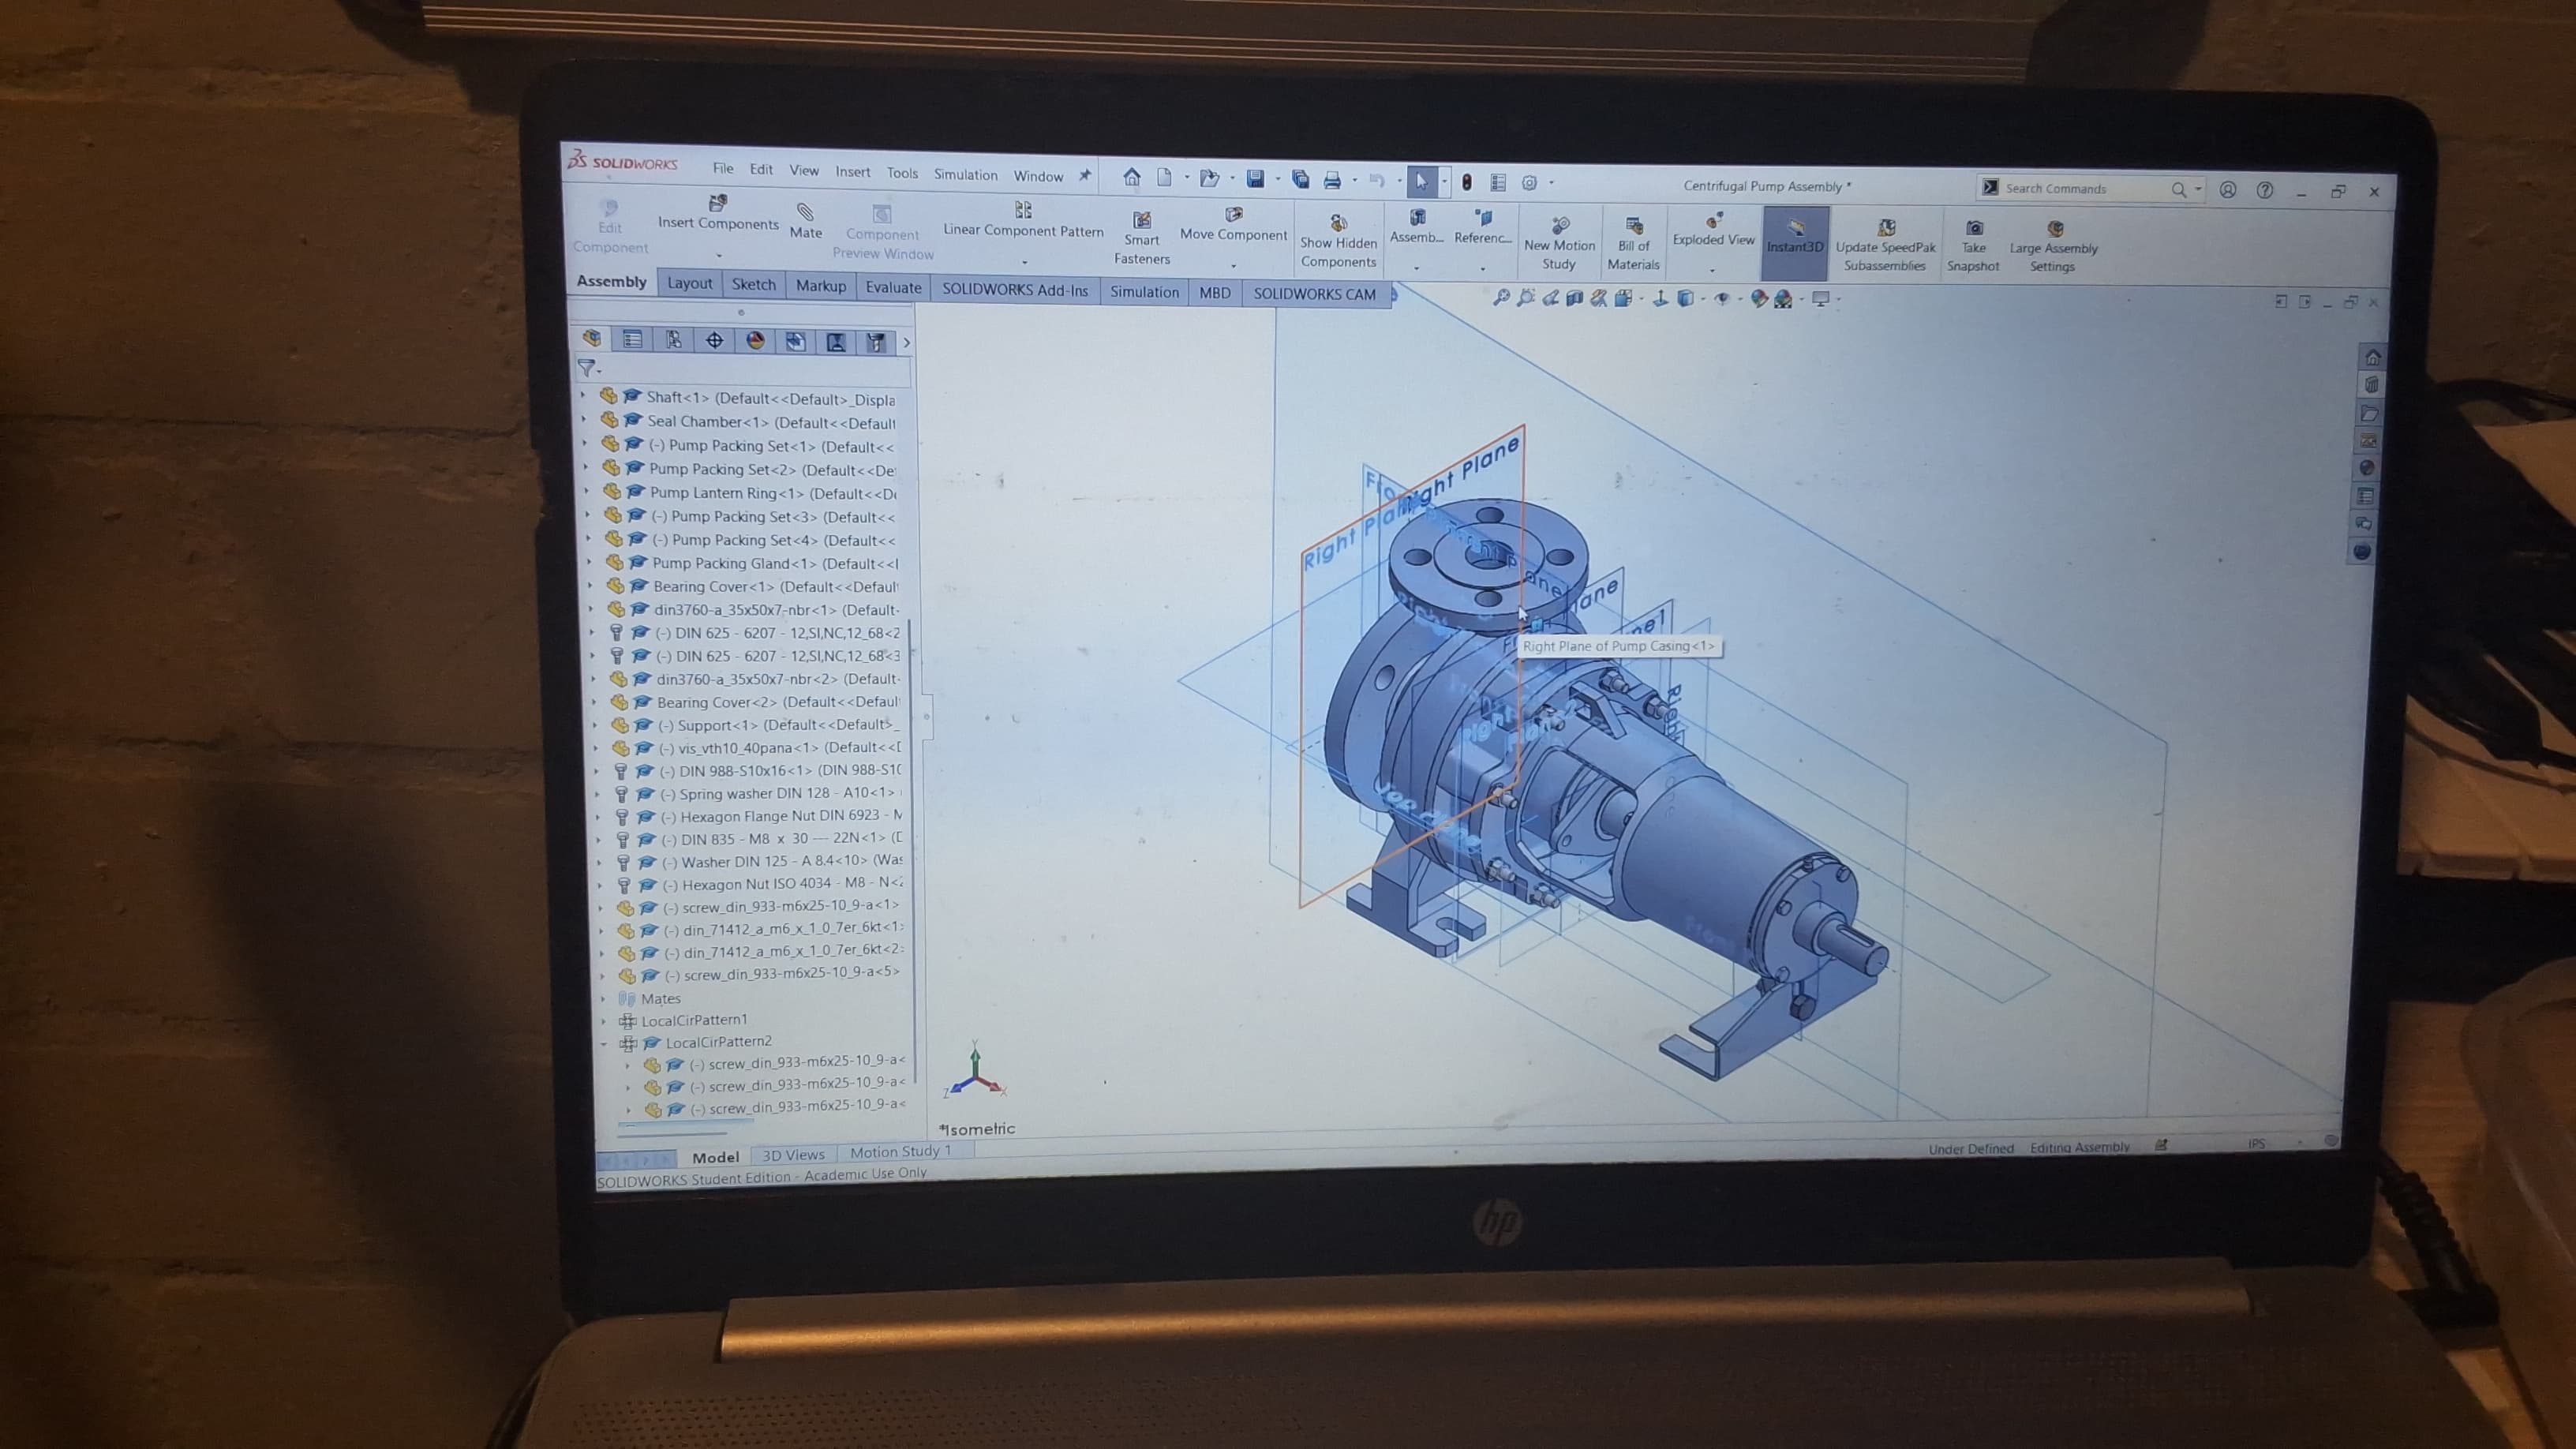 SOLIDWORKS File Edit View Insert Tools Simulation Window Centrifugal Pump Assembly * Search Commands
Edit Component
Insert Components
Mate
Component Preview Window
Linear Component Pattern
Smart Fasteners
Move Component
Show Hidden Components
Assemb...
Referenc...
New Motion Study
Bill of Materials
Exploded View
Instant3D
Update SpeedPak Subassemblies
Take Snapshot
Large Assembly Settings
Assembly Layout Sketch Markup Evaluate SOLIDWORKS Add-Ins Simulation MBD SOLIDWORKS CAM
Shaft<1> (Default<<Default>_Displa
Seal Chamber<1> (Default<<Default
(-) Pump Packing Set<1> (Default<<
Pump Packing Set<2> (Default<<De
Pump Lantern Ring<1> (Default<<D
(-) Pump Packing Set<3> (Default<<
(-) Pump Packing Set<4> (Default<<
Pump Packing Gland<1> (Default<<
Bearing Cover<1> (Default<<Defaul
din3760-a_35x50x7-nbr<1> (Default
(-) DIN 625 - 6207 - 12,SI,NC,12_68<2
(-) DIN 625 - 6207 - 12,SI,NC,12_68<3
din3760-a_35x50x7-nbr<2> (Default
Bearing Cover<2> (Default<<Defaul
(-) Support<1> (Default<<Default>_
(-) vis_vth10_40pana<1> (Default<<
(-) DIN 988-S10x16<1> (DIN 988-S1
(-) Spring washer DIN 128 - A10<1>
(-) Hexagon Flange Nut DIN 6923 - M
(-) DIN 835 - M8 x 30 --- 22N<1> (D
(-) Washer DIN 125 - A 8.4<10> (Was
(-) Hexagon Nut ISO 4034 - M8 - N<
(-) screw_din_933-m6x25-10_9-a<1>
(-) din_71412_a_m6_x_1_0_7er_6kt<1
(-) din_71412_a_m6_x_1_0_7er_6kt<2
(-) screw_din_933-m6x25-10_9-a<5>
Mates
LocalCirPattern1
LocalCirPattern2
(-) screw_din_933-m6x25-10_9-a<
(-) screw_din_933-m6x25-10_9-a<
(-) screw_din_933-m6x25-10_9-a<
Right Plane
Right Plane
Right Plane of Pump Casing<1>
Top Plane
Y
Z
X
*Isometric
Model 3D Views Motion Study 1
Under Defined Editing Assembly IPS
SOLIDWORKS Student Edition - Academic Use Only
hp